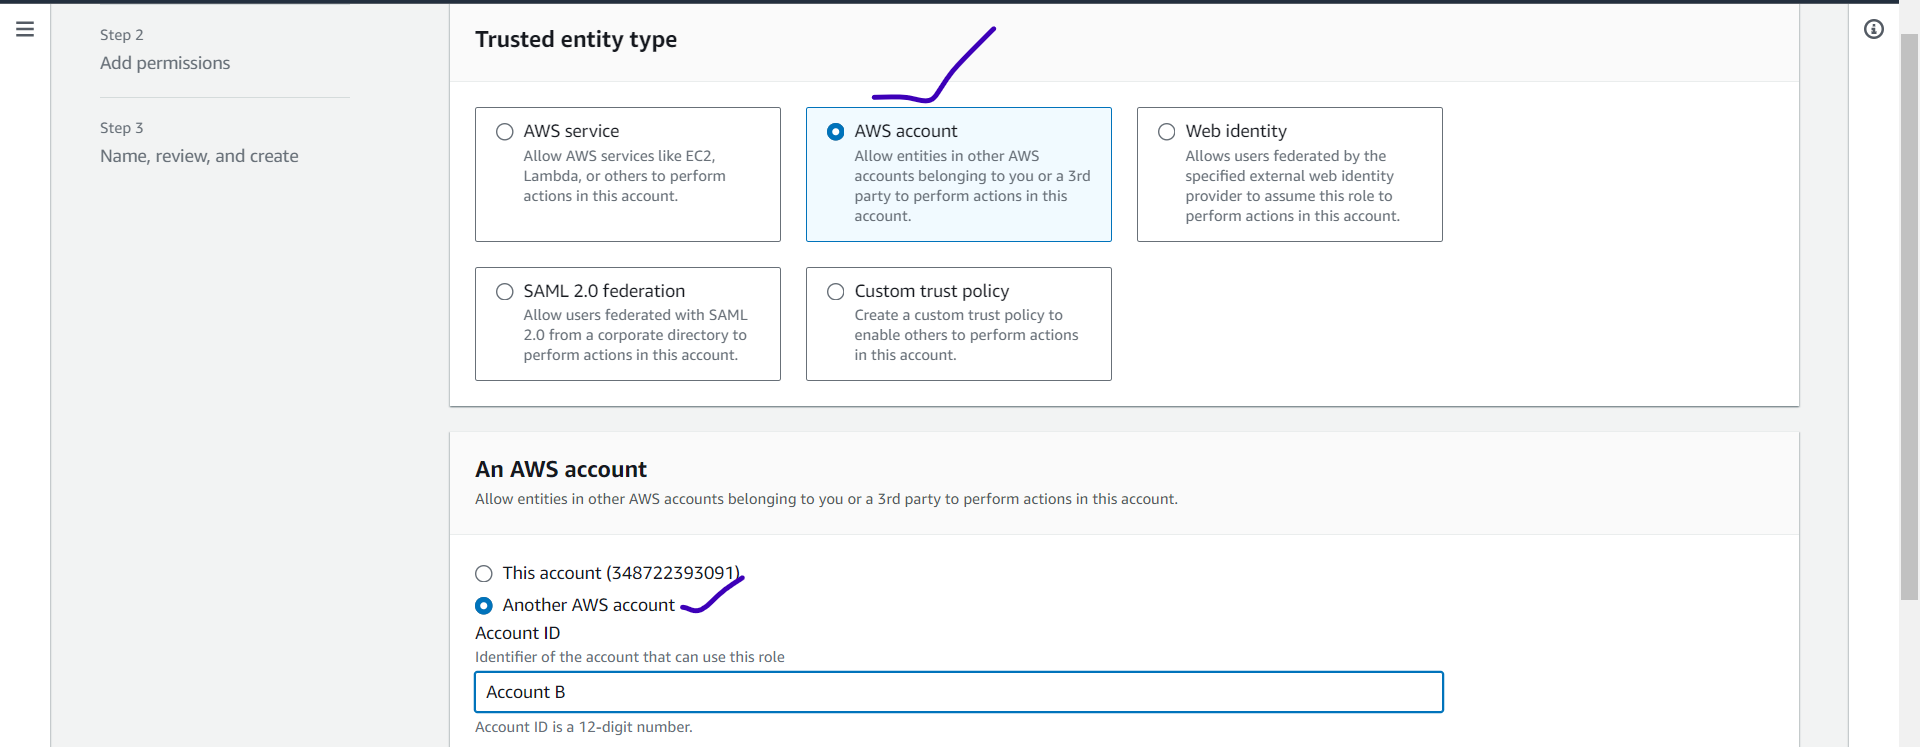 Step 2
Add permissions
Step 3
Name, review, and create
Trusted entity type
AWS service
Allow AWS services like EC2,
Lambda, or others to perform
actions in this account.
AWS account
Allow entities in other AWS
accounts belonging to you or a 3rd
party to perform actions in this
account.
Web identity
Allows users federated by the
specified external web identity
provider to assume this role to
perform actions in this account.
SAML 2.0 federation
Allow users federated with SAML
2.0 from a corporate directory to
perform actions in this account.
Custom trust policy
Create a custom trust policy to
enable others to perform actions
in this account.
An AWS account
Allow entities in other AWS accounts belonging to you or a 3rd party to perform actions in this account.
This account (348722393091)
Another AWS account
Account ID
Identifier of the account that can use this role
Account B
Account ID is a 12-digit number.